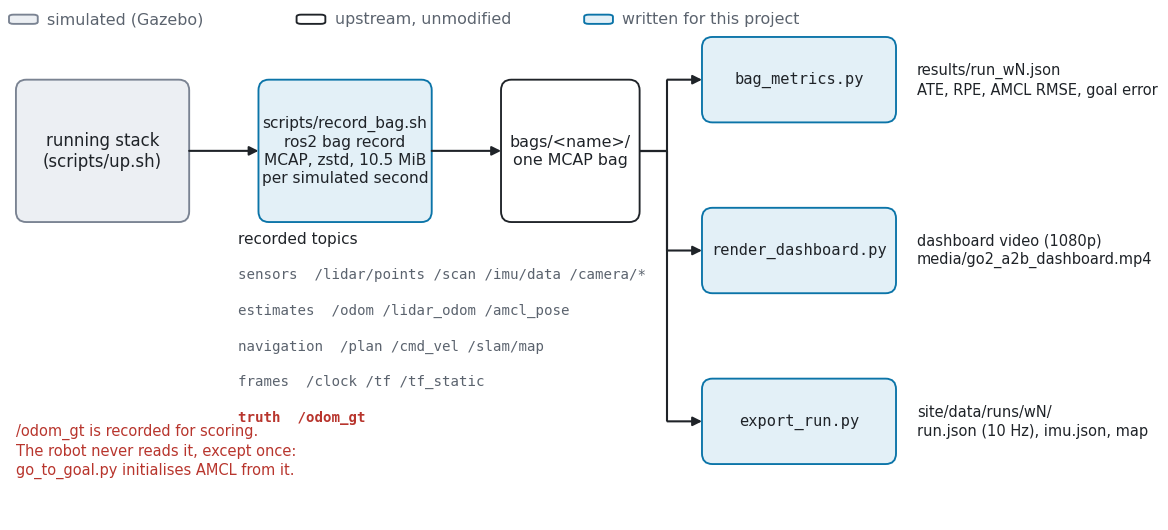 simulated (Gazebo)
upstream, unmodified
written for this project
running stack
(scripts/up.sh)
scripts/record_bag.sh
ros2 bag record
MCAP, zstd, 10.5 MiB
per simulated second
bags/<name>/
one MCAP bag
bag_metrics.py
results/run_wN.json
ATE, RPE, AMCL RMSE, goal error
render_dashboard.py
dashboard video (1080p)
media/go2_a2b_dashboard.mp4
export_run.py
site/data/runs/wN/
run.json (10 Hz), imu.json, map
recorded topics
sensors  /lidar/points /scan /imu/data /camera/*
estimates  /odom /lidar_odom /amcl_pose
navigation  /plan /cmd_vel /slam/map
frames  /clock /tf /tf_static
truth  /odom_gt
/odom_gt is recorded for scoring.
The robot never reads it, except once:
go_to_goal.py initialises AMCL from it.